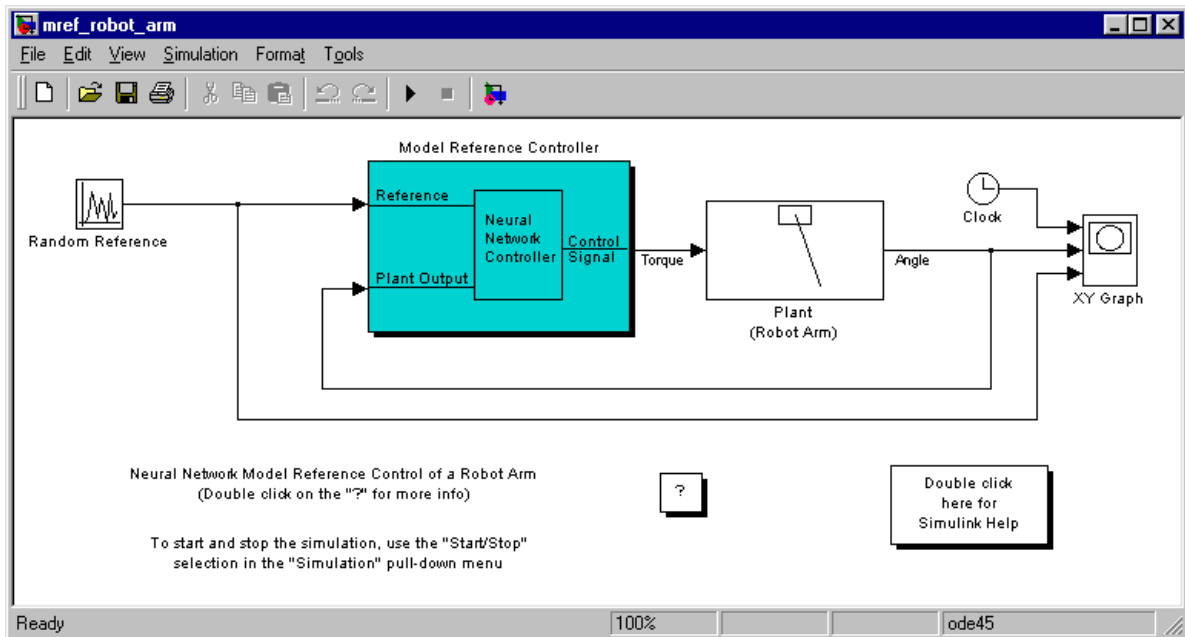 mref_robot_arm
File Edit View Simulation Format Tools
Model Reference Controller
Reference
Neural
Network
Controller
Control
Signal
Plant Output
Random Reference
Torque
Angle
Clock
XY Graph
Plant
(Robot Arm)
Neural Network Model Reference Control of a Robot Arm
(Double click on the "?" for more info)
?
Double click
here for
Simulink Help
To start and stop the simulation, use the "Start/Stop"
selection in the "Simulation" pull-down menu
Ready 100% ode45